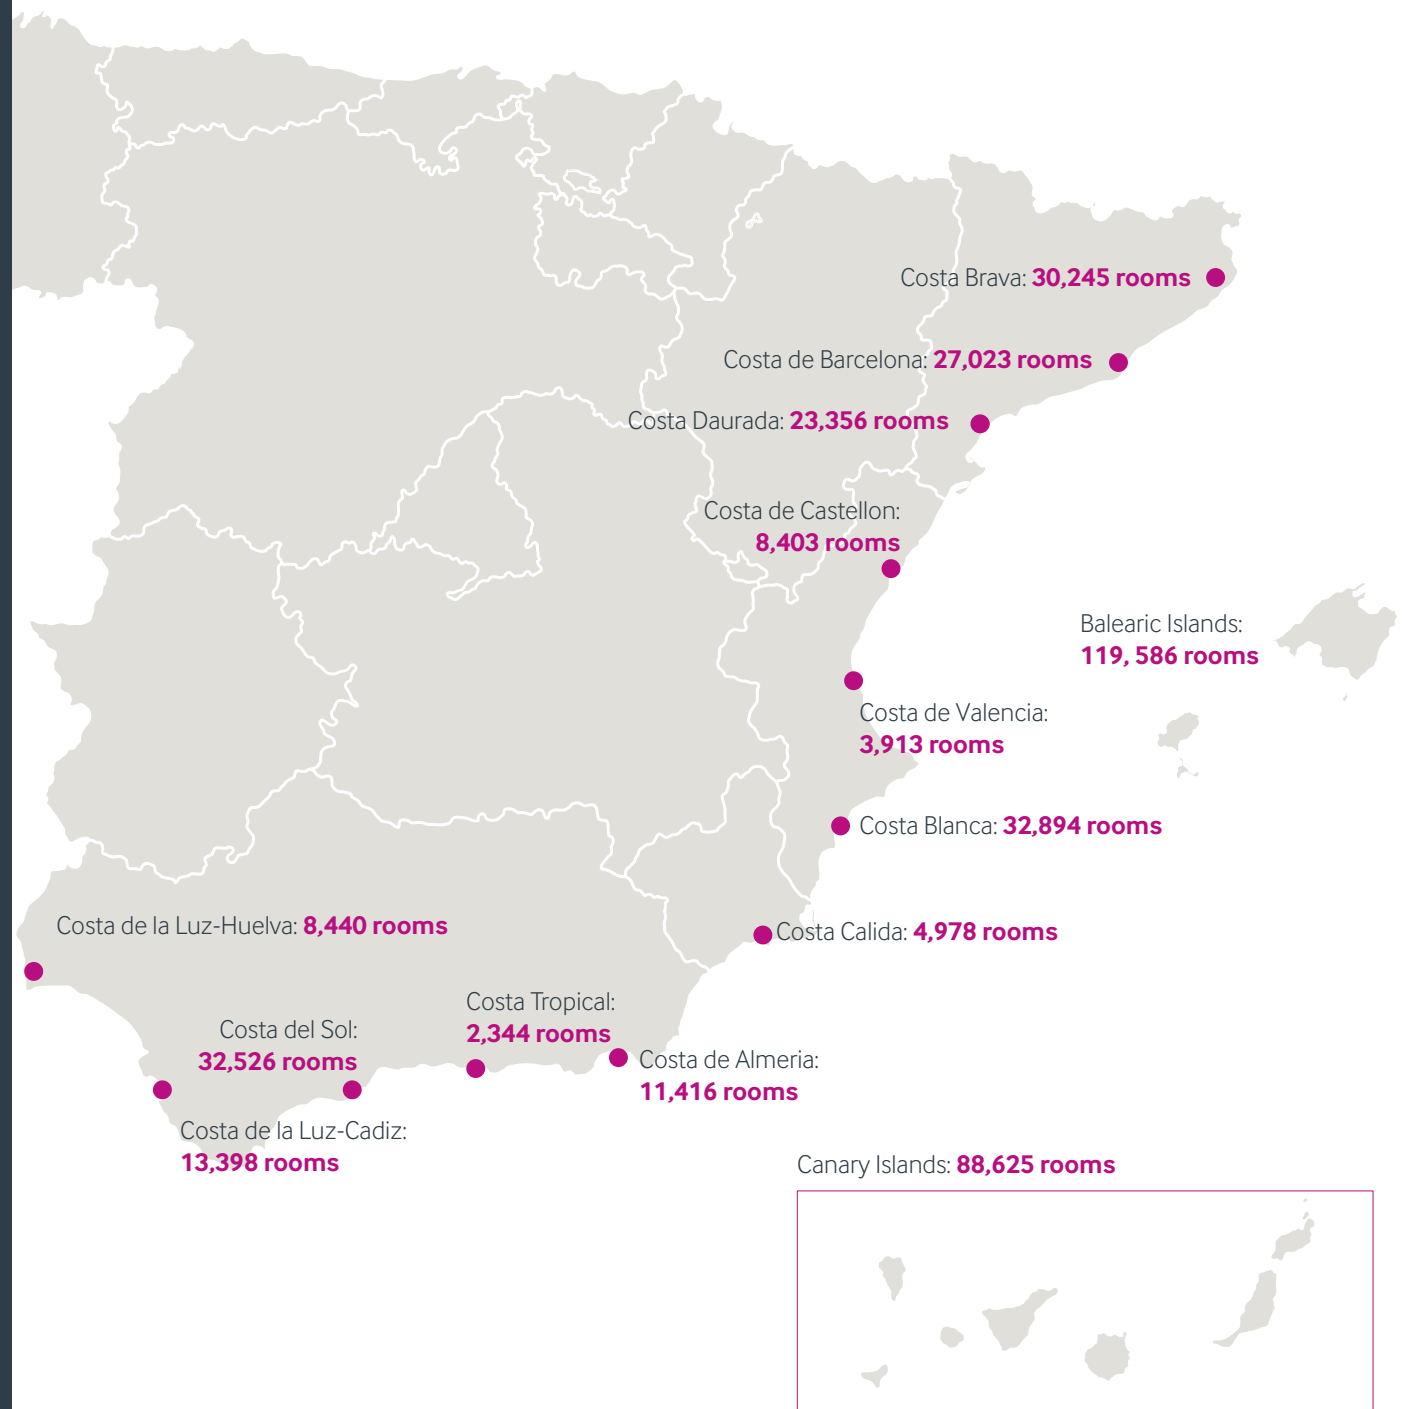 Costa Brava: 30,245 rooms
Costa de Barcelona: 27,023 rooms
Costa Daurada: 23,356 rooms
Costa de Castellon:
8,403 rooms
Balearic Islands:
119, 586 rooms
Costa de Valencia:
3,913 rooms
Costa Blanca: 32,894 rooms
Costa de la Luz-Huelva: 8,440 rooms
Costa Calida: 4,978 rooms
Costa Tropical:
2,344 rooms
Costa del Sol:
32,526 rooms
Costa de Almeria:
11,416 rooms
Costa de la Luz-Cadiz:
13,398 rooms
Canary Islands: 88,625 rooms